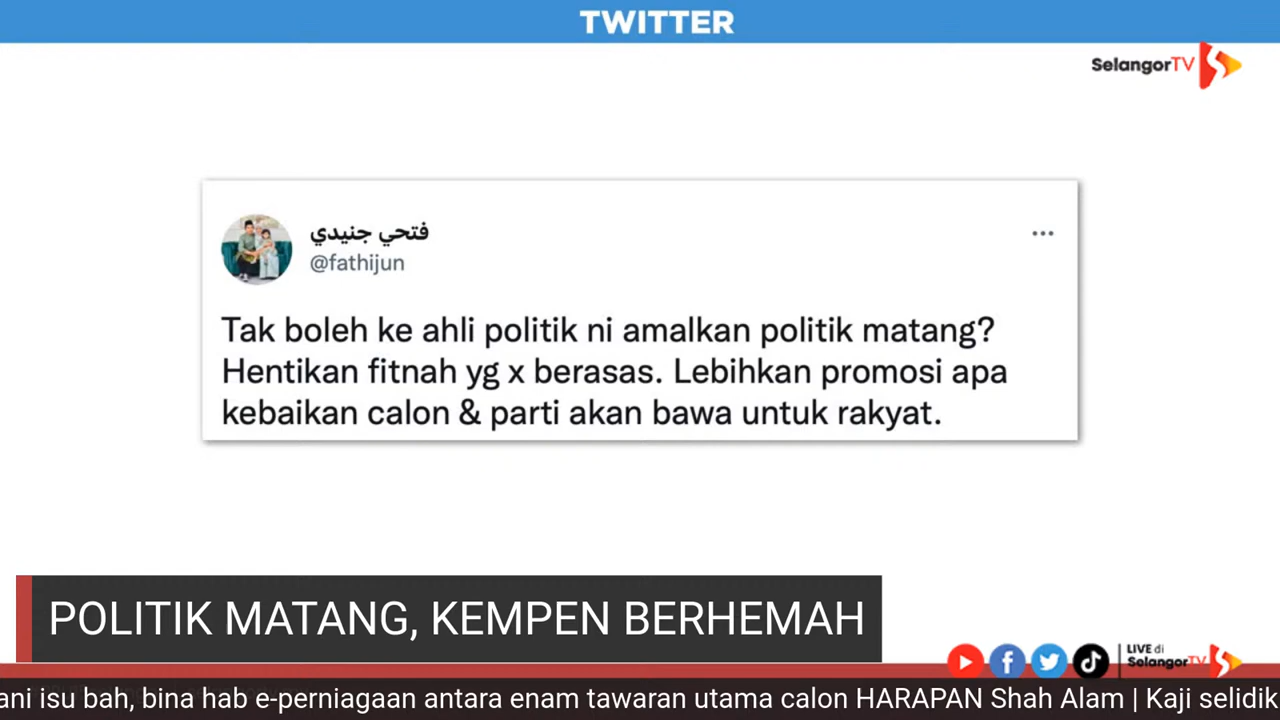 TWITTER
SelangorTV
فتحي جنيدي
@fathijun
Tak boleh ke ahli politik ni amalkan politik matang?
Hentikan fitnah yg x berasas. Lebihkan promosi apa
kebaikan calon & parti akan bawa untuk rakyat.
POLITIK MATANG, KEMPEN BERHEMAH
LIVE di
SelangorTV
ani isu bah, bina hab e-perniagaan antara enam tawaran utama calon HARAPAN Shah Alam | Kaji selidik